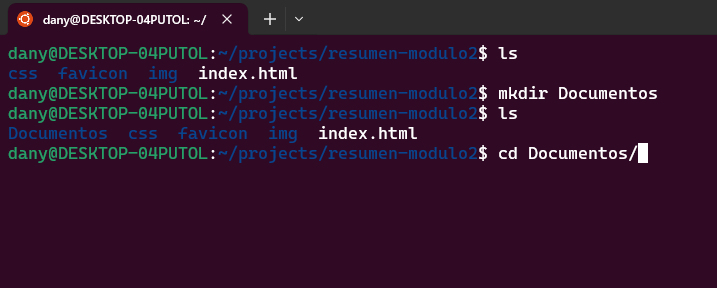 dany@DESKTOP-04PUTOL: ~/
dany@DESKTOP-04PUTOL:~/projects/resumen-modulo2$ ls
css  favicon  img  index.html
dany@DESKTOP-04PUTOL:~/projects/resumen-modulo2$ mkdir Documentos
dany@DESKTOP-04PUTOL:~/projects/resumen-modulo2$ ls
Documentos  css  favicon  img  index.html
dany@DESKTOP-04PUTOL:~/projects/resumen-modulo2$ cd Documentos/